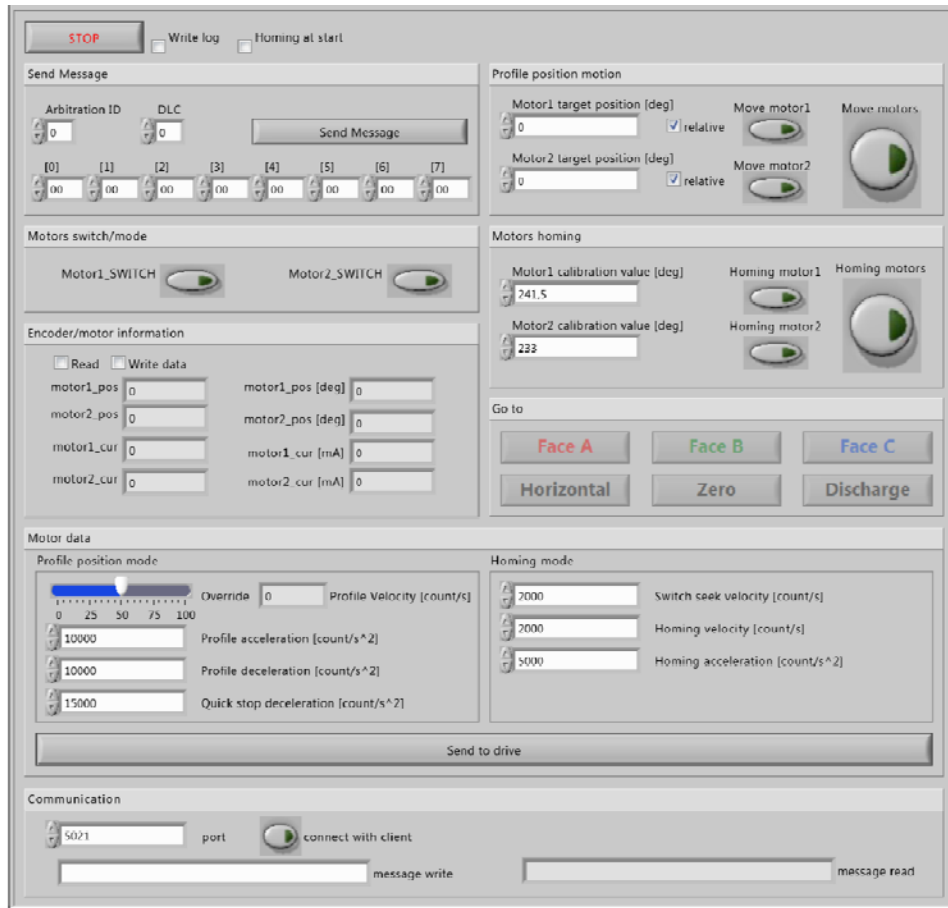 STOP
Write log
Homing at start
Send Message
Arbitration ID DLC
0 0 Send Message
[0] [1] [2] [3] [4] [5] [6] [7]
00 00 00 00 00 00 00 00
Profile position motion
Motor1 target position [deg] Move motor1 Move motors
0 relative
Motor2 target position [deg] Move motor2
0 relative
Motors switch/mode
Motor1_SWITCH Motor2_SWITCH
Motors homing
Motor1 calibration value [deg] Homing motor1 Homing motors
241,5
Motor2 calibration value [deg] Homing motor2
233
Encoder/motor information
Read Write data
motor1_pos 0 motor1_pos [deg] 0
motor2_pos 0 motor2_pos [deg] 0
motor1_cur 0 motor1_cur [mA] 0
motor2_cur 0 motor2_cur [mA] 0
Go to
Face A Face B Face C
Horizontal Zero Discharge
Motor data
Profile position mode
Override 0 Profile Velocity [count/s]
0 25 50 75 100
10000 Profile acceleration [count/s^2]
10000 Profile deceleration [count/s^2]
15000 Quick stop deceleration [count/s^2]
Homing mode
2000 Switch seek velocity [count/s]
2000 Homing velocity [count/s]
5000 Homing acceleration [count/s^2]
Send to drive
Communication
5021 port connect with client
message write message read